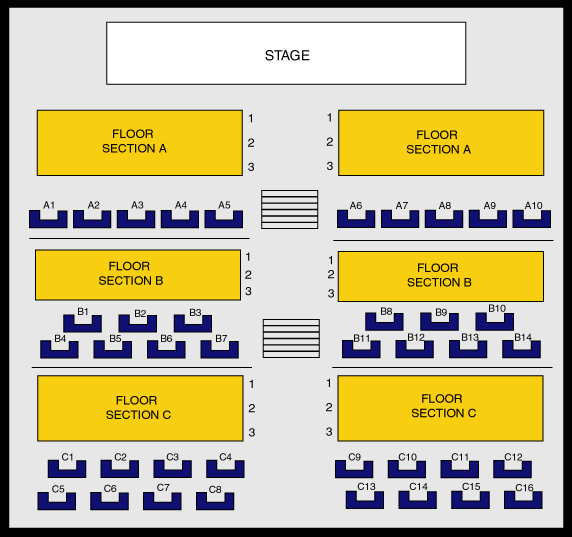 STAGE
FLOOR
SECTION A
1
2
3
1
2
3
FLOOR
SECTION A
A1 A2 A3 A4 A5
A6 A7 A8 A9 A10
FLOOR
SECTION B
1
2
3
1
2
3
FLOOR
SECTION B
B1 B2 B3
B4 B5 B6 B7
B8 B9 B10
B11 B12 B13 B14
FLOOR
SECTION C
1
2
3
1
2
3
FLOOR
SECTION C
C1 C2 C3 C4
C5 C6 C7 C8
C9 C10 C11 C12
C13 C14 C15 C16